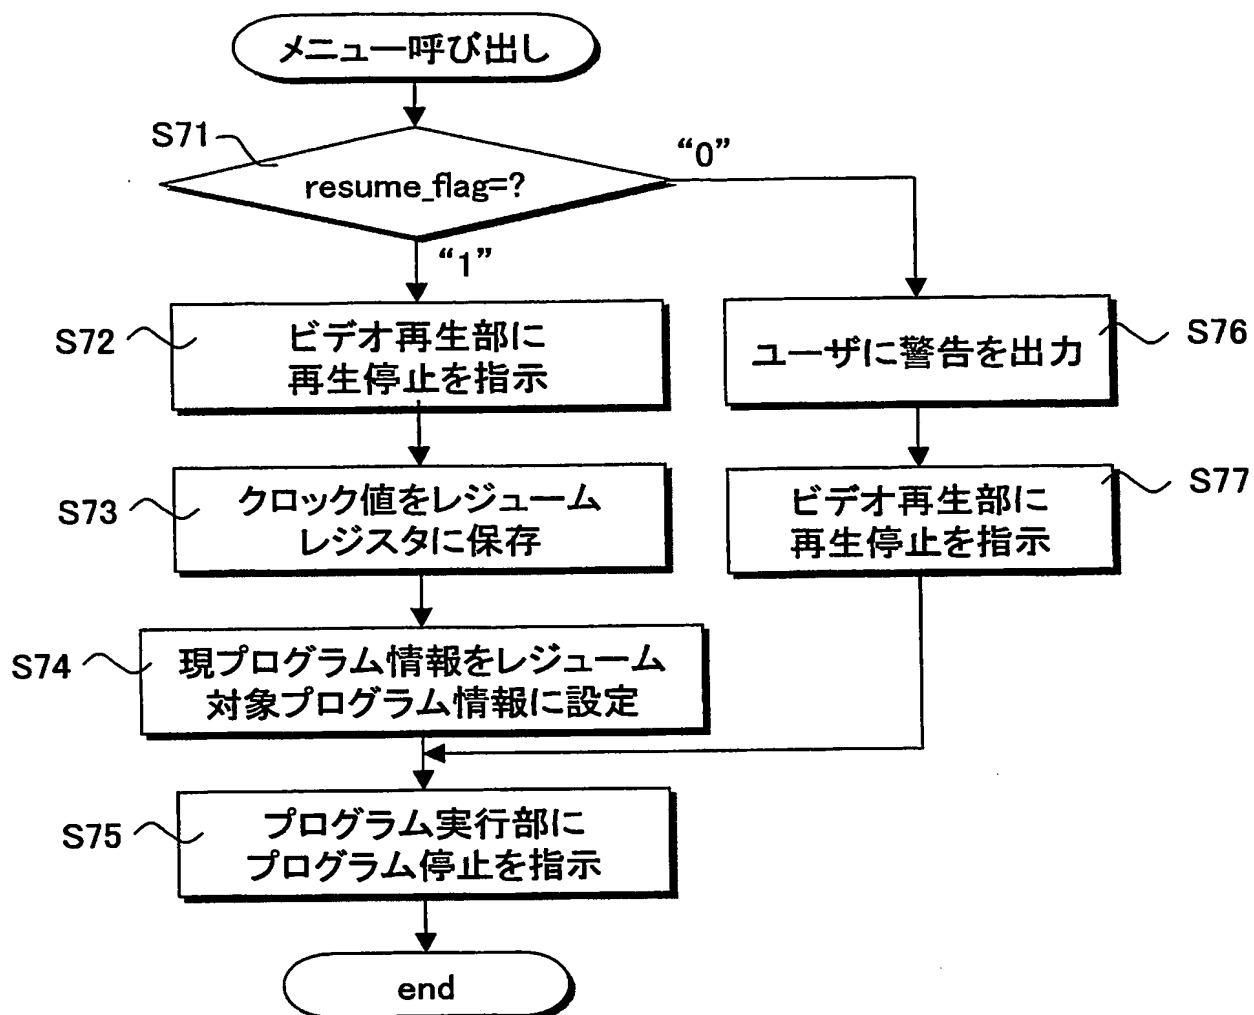 メニュー呼び出し
S71
resume_flag=?
“0”
“1”
S72
ビデオ再生部に
再生停止を指示
S76
ユーザに警告を出力
S73
クロック値をレジューム
レジスタに保存
S77
ビデオ再生部に
再生停止を指示
S74
現プログラム情報をレジューム
対象プログラム情報に設定
S75
プログラム実行部に
プログラム停止を指示
end